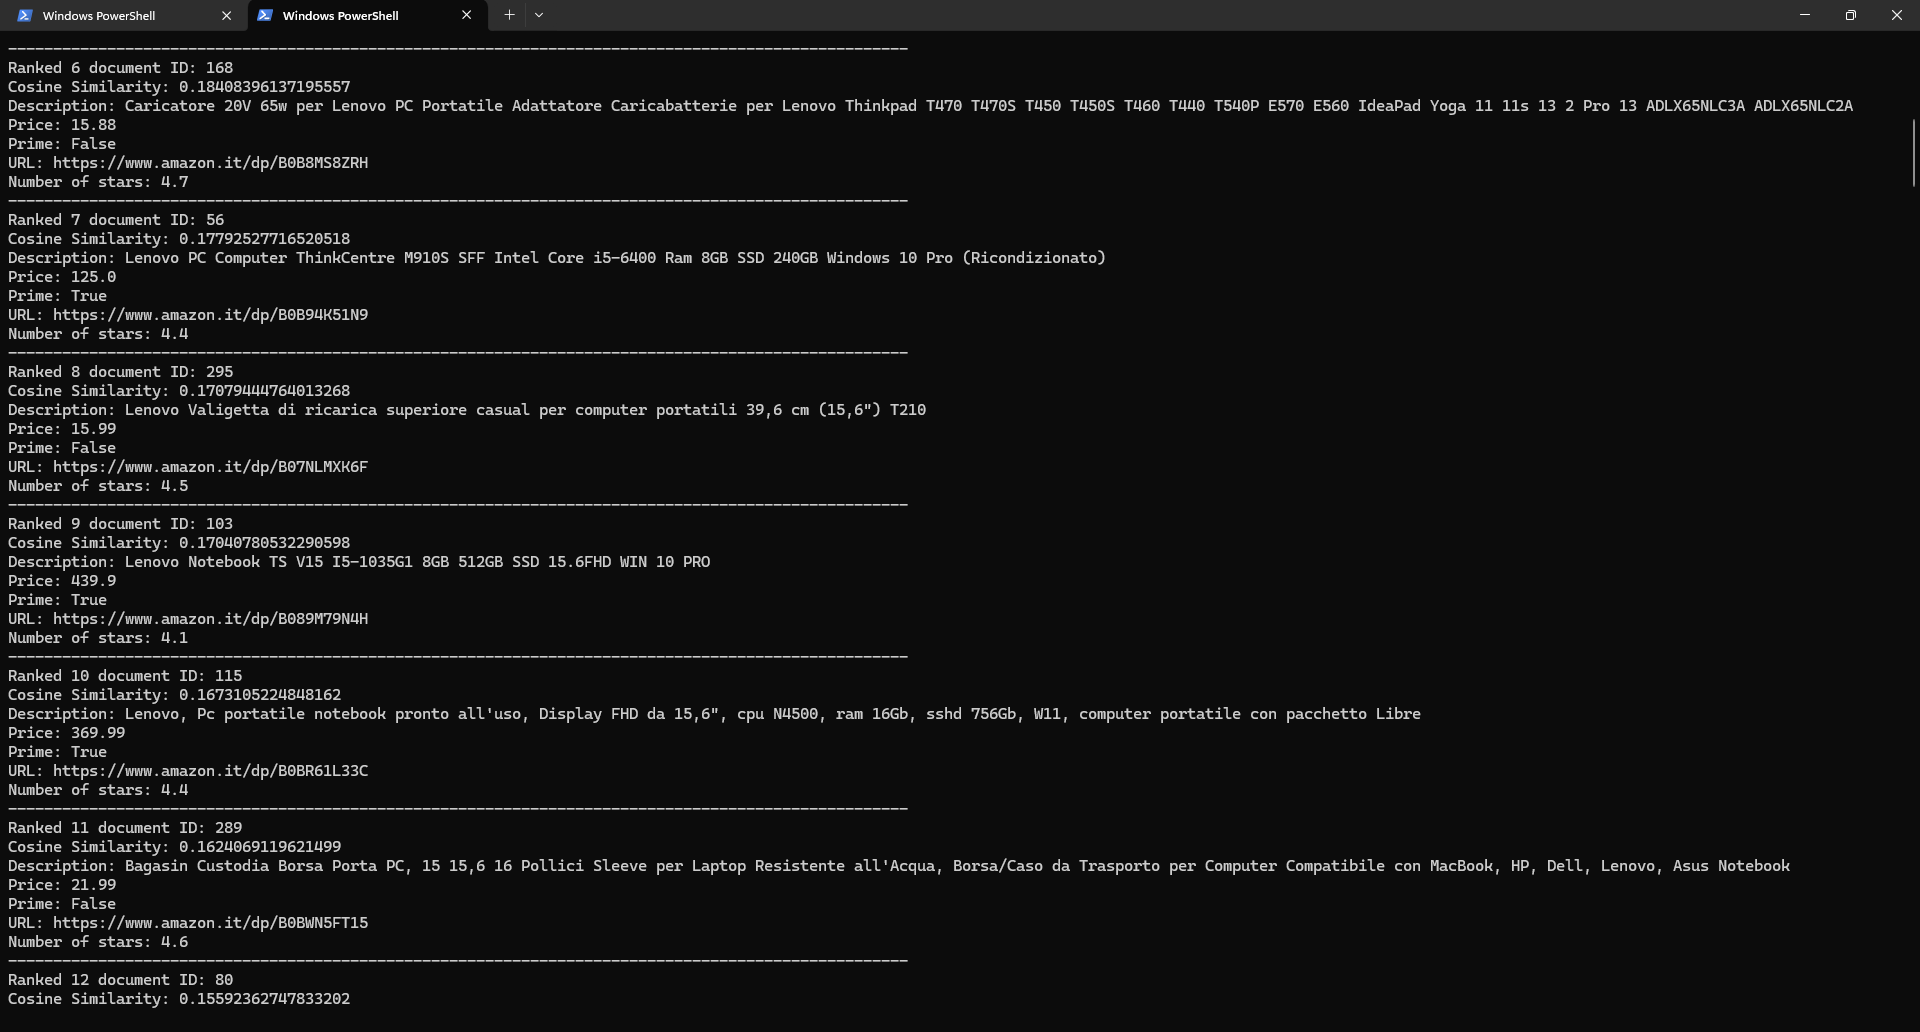 Windows PowerShell
Windows PowerShell
----------------------------------------------------------------------------------------------------
Ranked 6 document ID: 168
Cosine Similarity: 0.18408396137195557
Description: Caricatore 20V 65w per Lenovo PC Portatile Adattatore Caricabatterie per Lenovo Thinkpad T470 T470S T450 T450S T460 T440 T540P E570 E560 IdeaPad Yoga 11 11s 13 2 Pro 13 ADLX65NLC3A ADLX65NLC2A
Price: 15.88
Prime: False
URL: https://www.amazon.it/dp/B0B8MS8ZRH
Number of stars: 4.7
----------------------------------------------------------------------------------------------------
Ranked 7 document ID: 56
Cosine Similarity: 0.17792527716520518
Description: Lenovo PC Computer ThinkCentre M910S SFF Intel Core i5-6400 Ram 8GB SSD 240GB Windows 10 Pro (Ricondizionato)
Price: 125.0
Prime: True
URL: https://www.amazon.it/dp/B0B94K51N9
Number of stars: 4.4
----------------------------------------------------------------------------------------------------
Ranked 8 document ID: 295
Cosine Similarity: 0.17079444764013268
Description: Lenovo Valigetta di ricarica superiore casual per computer portatili 39,6 cm (15,6") T210
Price: 15.99
Prime: False
URL: https://www.amazon.it/dp/B07NLMXK6F
Number of stars: 4.5
----------------------------------------------------------------------------------------------------
Ranked 9 document ID: 103
Cosine Similarity: 0.17040780532290598
Description: Lenovo Notebook TS V15 I5-1035G1 8GB 512GB SSD 15.6FHD WIN 10 PRO
Price: 439.9
Prime: True
URL: https://www.amazon.it/dp/B089M79N4H
Number of stars: 4.1
----------------------------------------------------------------------------------------------------
Ranked 10 document ID: 115
Cosine Similarity: 0.1673105224848162
Description: Lenovo, Pc portatile notebook pronto all'uso, Display FHD da 15,6", cpu N4500, ram 16Gb, sshd 756Gb, W11, computer portatile con pacchetto Libre
Price: 369.99
Prime: True
URL: https://www.amazon.it/dp/B0BR61L33C
Number of stars: 4.4
----------------------------------------------------------------------------------------------------
Ranked 11 document ID: 289
Cosine Similarity: 0.1624069119621499
Description: Bagasin Custodia Borsa Porta PC, 15 15,6 16 Pollici Sleeve per Laptop Resistente all'Acqua, Borsa/Caso da Trasporto per Computer Compatibile con MacBook, HP, Dell, Lenovo, Asus Notebook
Price: 21.99
Prime: False
URL: https://www.amazon.it/dp/B0BWN5FT15
Number of stars: 4.6
----------------------------------------------------------------------------------------------------
Ranked 12 document ID: 80
Cosine Similarity: 0.15592362747833202